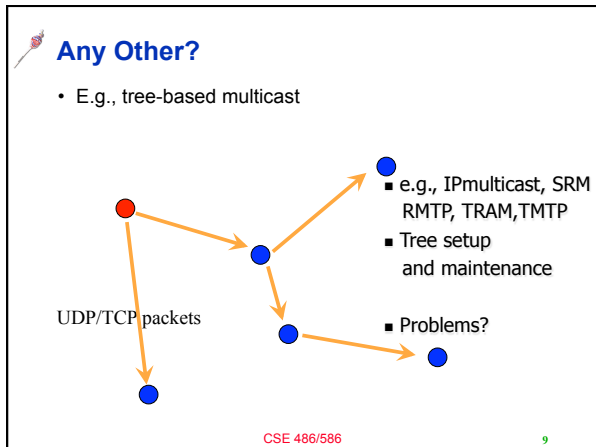 Any Other?
• E.g., tree-based multicast
■ e.g., IPmulticast, SRM
RMTP, TRAM,TMTP
■ Tree setup
and maintenance
UDP/TCP packets
■ Problems?
CSE 486/586
9